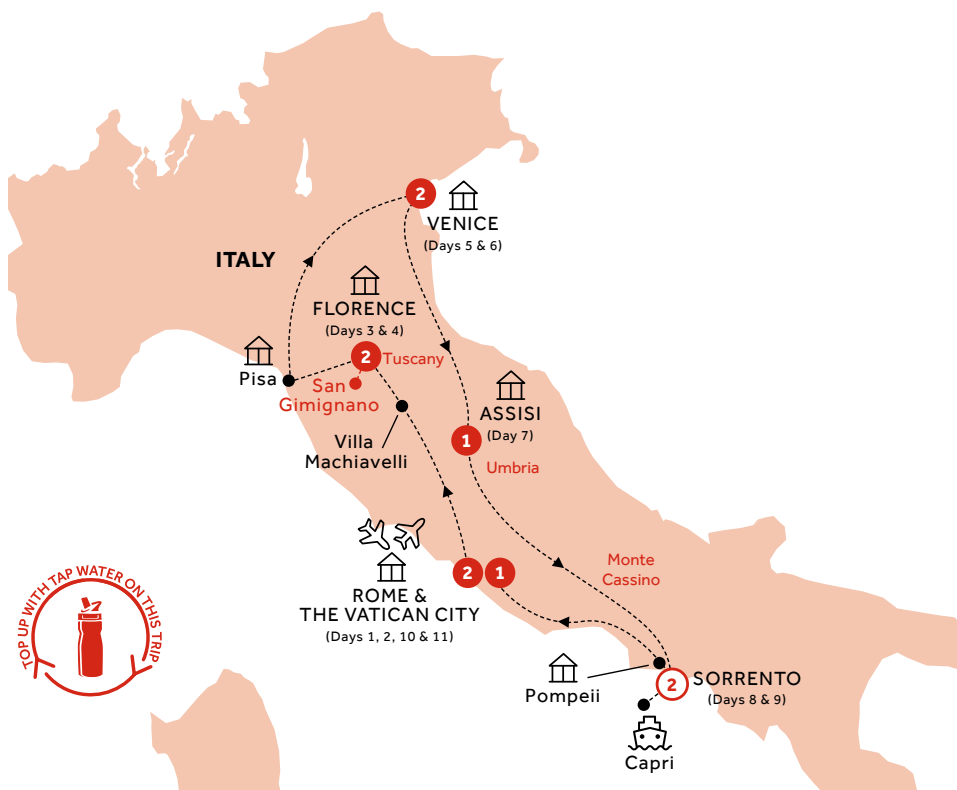 2
VENICE
(Days 5 & 6)
ITALY
FLORENCE
(Days 3 & 4)
2
Tuscany
Pisa
San
Gimignano
ASSISI
(Day 7)
1
Umbria
Villa
Machiavelli
Monte
Cassino
2
1
ROME &
THE VATICAN CITY
(Days 1, 2, 10 & 11)
TOP UP WITH TAP WATER ON THIS TRIP
Pompeii
2
SORRENTO
(Days 8 & 9)
Capri